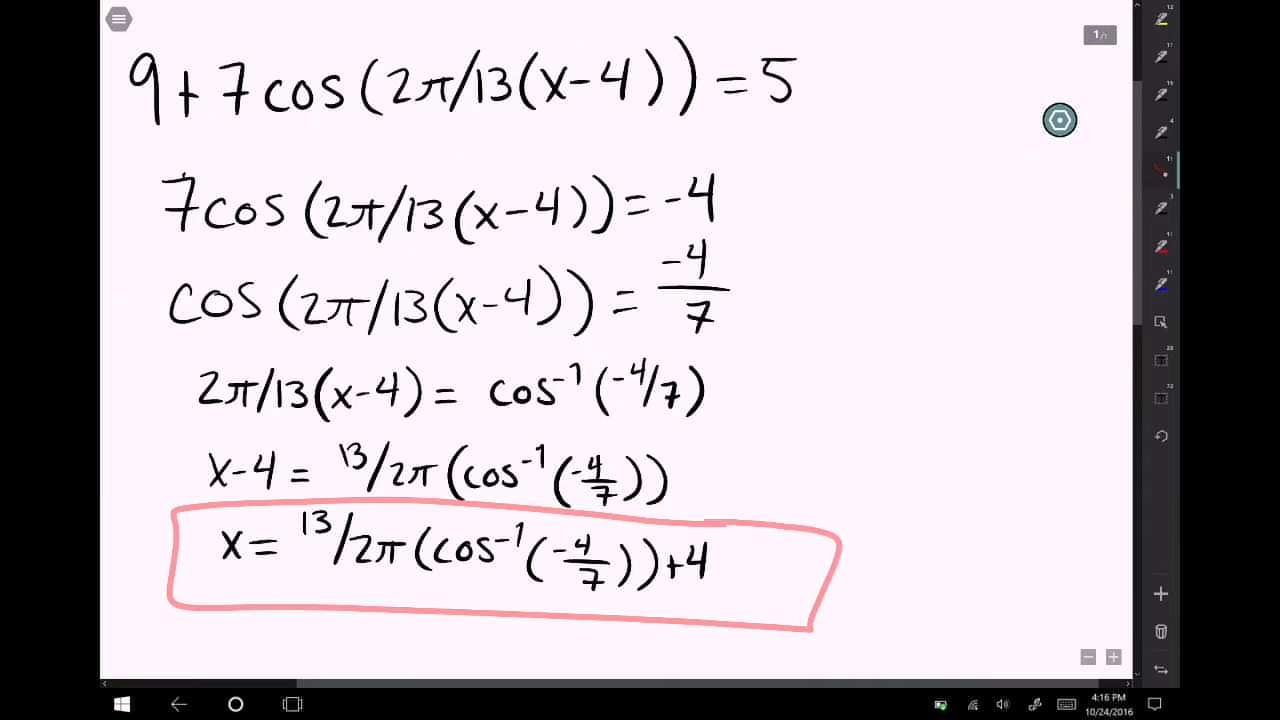 1/1
9+7cos(2π/13(x-4))=5
7cos(2π/13(x-4))=-4
cos(2π/13(x-4))=-4/7
2π/13(x-4)=cos⁻¹(-4/7)
x-4=13/2π(cos⁻¹(-4/7))
x=13/2π(cos⁻¹(-4/7))+4
4:16 PM
10/24/2016